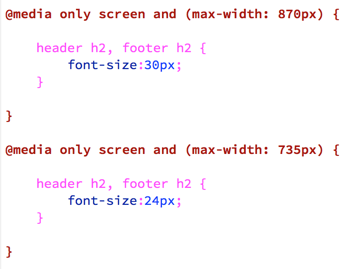 @media only screen and (max-width: 870px) {
header h2, footer h2 {
font-size:30px;
}
}
@media only screen and (max-width: 735px) {
header h2, footer h2 {
font-size:24px;
}
}